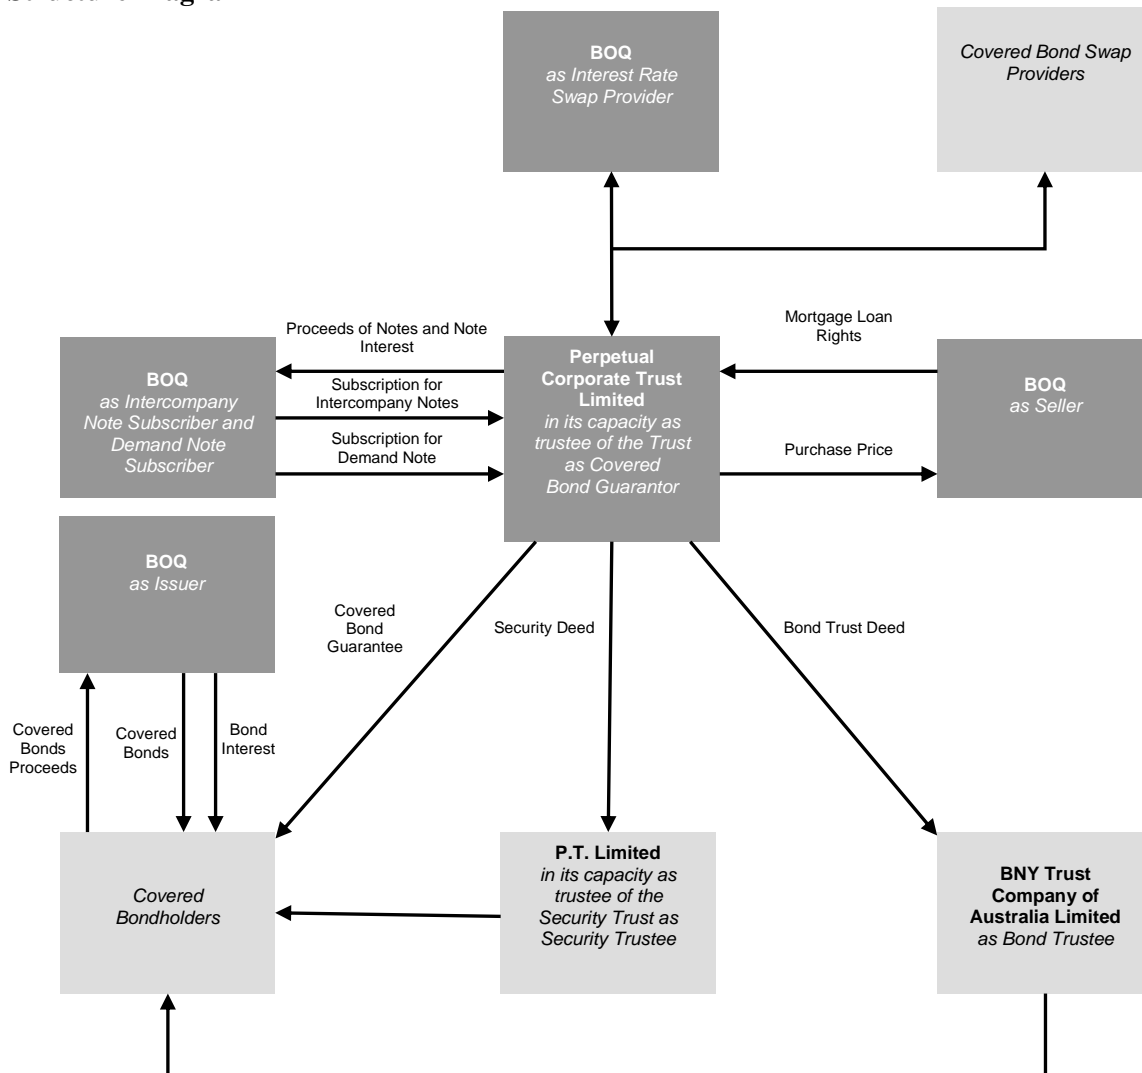 BOQ
as Interest Rate
Swap Provider
Covered Bond Swap
Providers
Proceeds of Notes and Note
Interest
Mortgage Loan
Rights
BOQ
as Intercompany
Note Subscriber and
Demand Note
Subscriber
Subscription for
Intercompany Notes
Subscription for
Demand Note
Perpetual
Corporate Trust
Limited
in its capacity as
trustee of the Trust
as Covered
Bond Guarantor
BOQ
as Seller
Purchase Price
BOQ
as Issuer
Covered
Bond
Guarantee
Security Deed
Bond Trust Deed
Covered
Bonds
Proceeds
Covered
Bonds
Bond
Interest
Covered
Bondholders
P.T. Limited
in its capacity as
trustee of the
Security Trust as
Security Trustee
BNY Trust
Company of
Australia Limited
as Bond Trustee